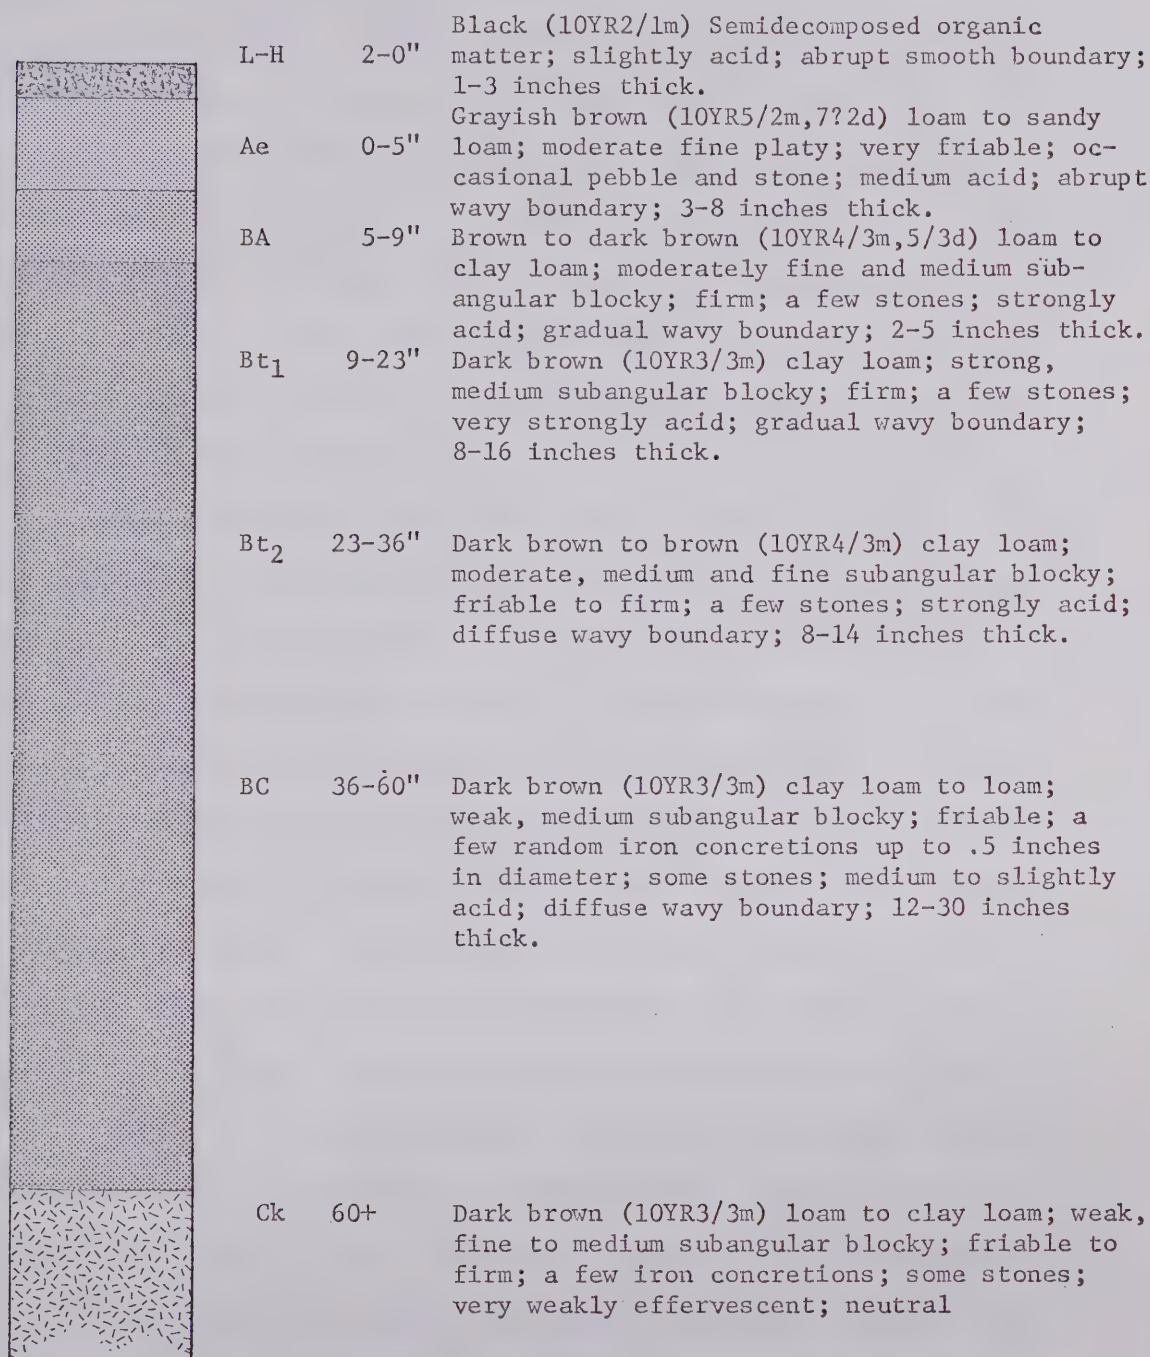 Black (10YR2/1m) Semidecomposed organic
L-H 2-0" matter; slightly acid; abrupt smooth boundary;
1-3 inches thick.
Grayish brown (10YR5/2m,7?2d) loam to sandy
Ae 0-5" loam; moderate fine platy; very friable; oc-
casional pebble and stone; medium acid; abrupt
wavy boundary; 3-8 inches thick.
BA 5-9" Brown to dark brown (10YR4/3m,5/3d) loam to
clay loam; moderately fine and medium sub-
angular blocky; firm; a few stones; strongly
acid; gradual wavy boundary; 2-5 inches thick.
Bt1 9-23" Dark brown (10YR3/3m) clay loam; strong,
medium subangular blocky; firm; a few stones;
very strongly acid; gradual wavy boundary;
8-16 inches thick.
Bt2 23-36" Dark brown to brown (10YR4/3m) clay loam;
moderate, medium and fine subangular blocky;
friable to firm; a few stones; strongly acid;
diffuse wavy boundary; 8-14 inches thick.
BC 36-60" Dark brown (10YR3/3m) clay loam to loam;
weak, medium subangular blocky; friable; a
few random iron concretions up to .5 inches
in diameter; some stones; medium to slightly
acid; diffuse wavy boundary; 12-30 inches
thick.
Ck 60+ Dark brown (10YR3/3m) loam to clay loam; weak,
fine to medium subangular blocky; friable to
firm; a few iron concretions; some stones;
very weakly effervescent; neutral